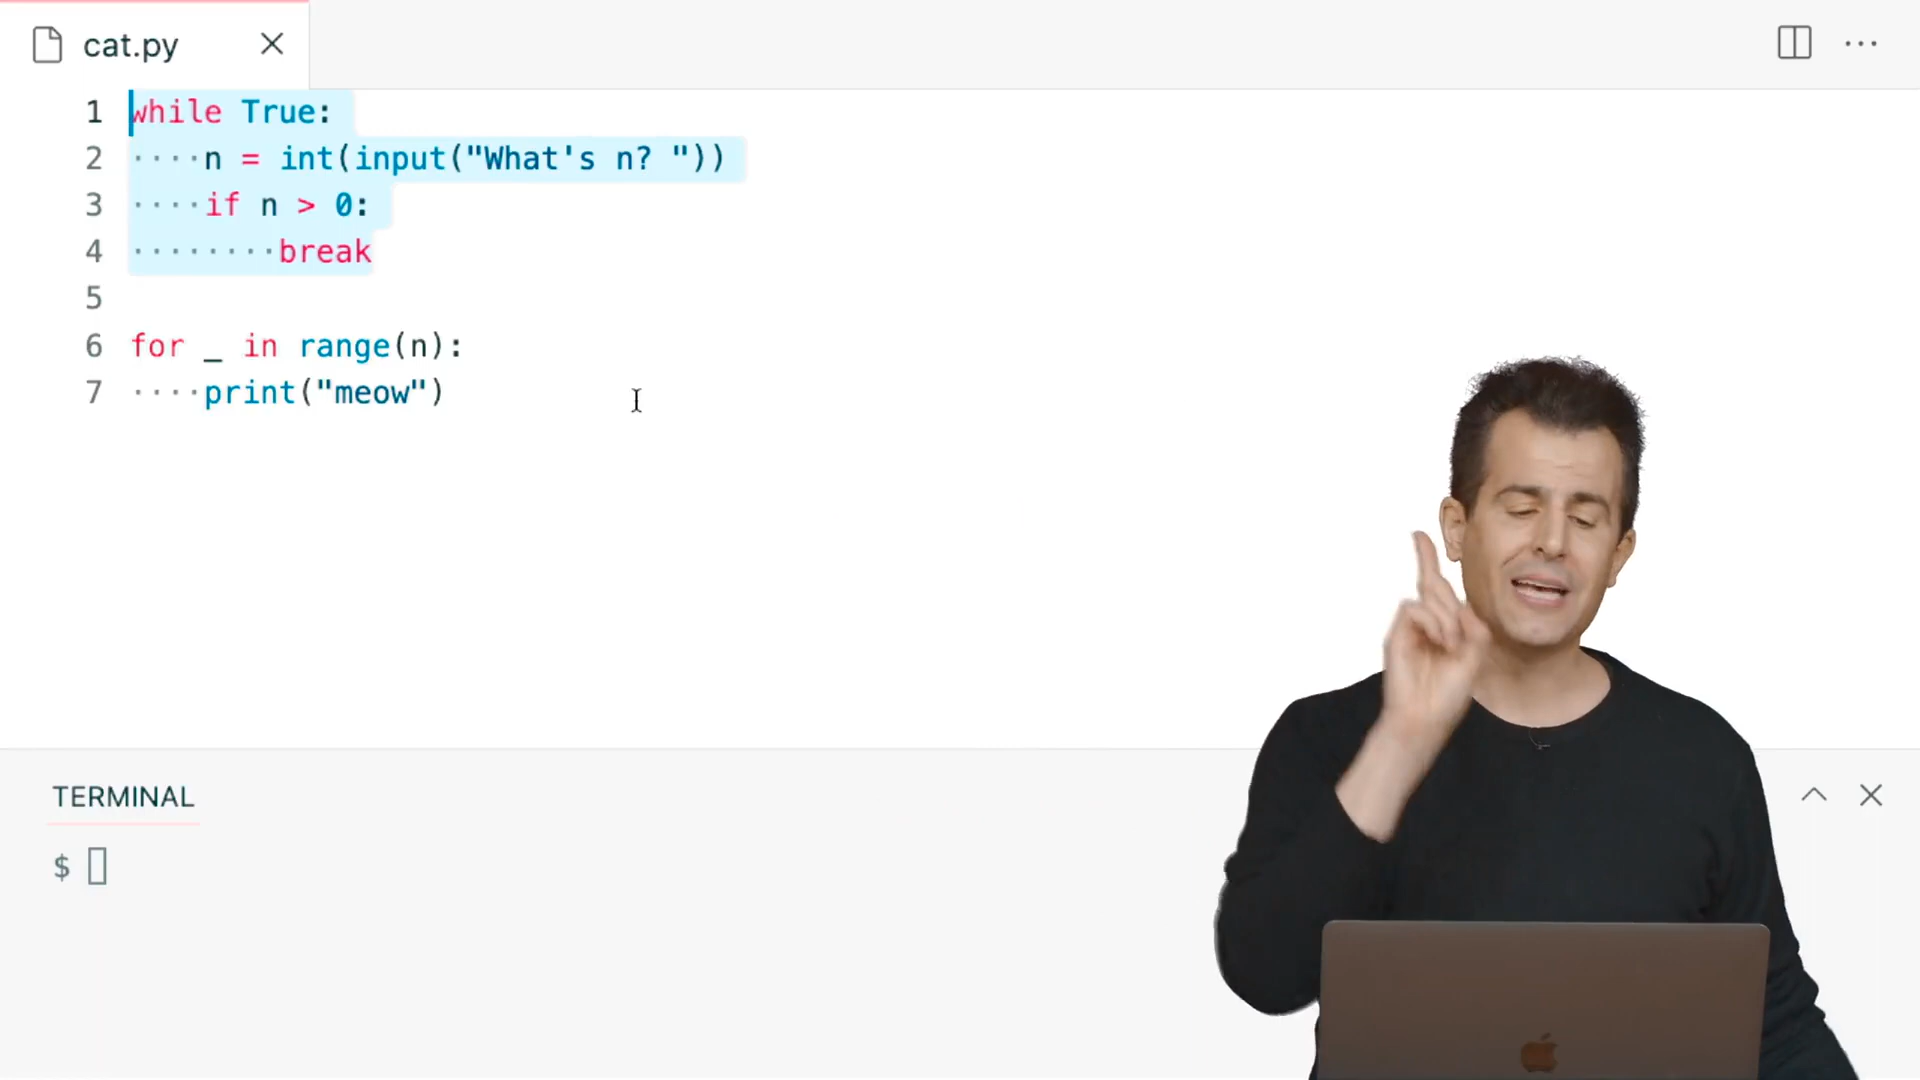 cat.py
1 while True:
2 ····n = int(input("What's n? "))
3 ····if n > 0:
4 ········break
5
6 for _ in range(n):
7 ····print("meow")
TERMINAL
$